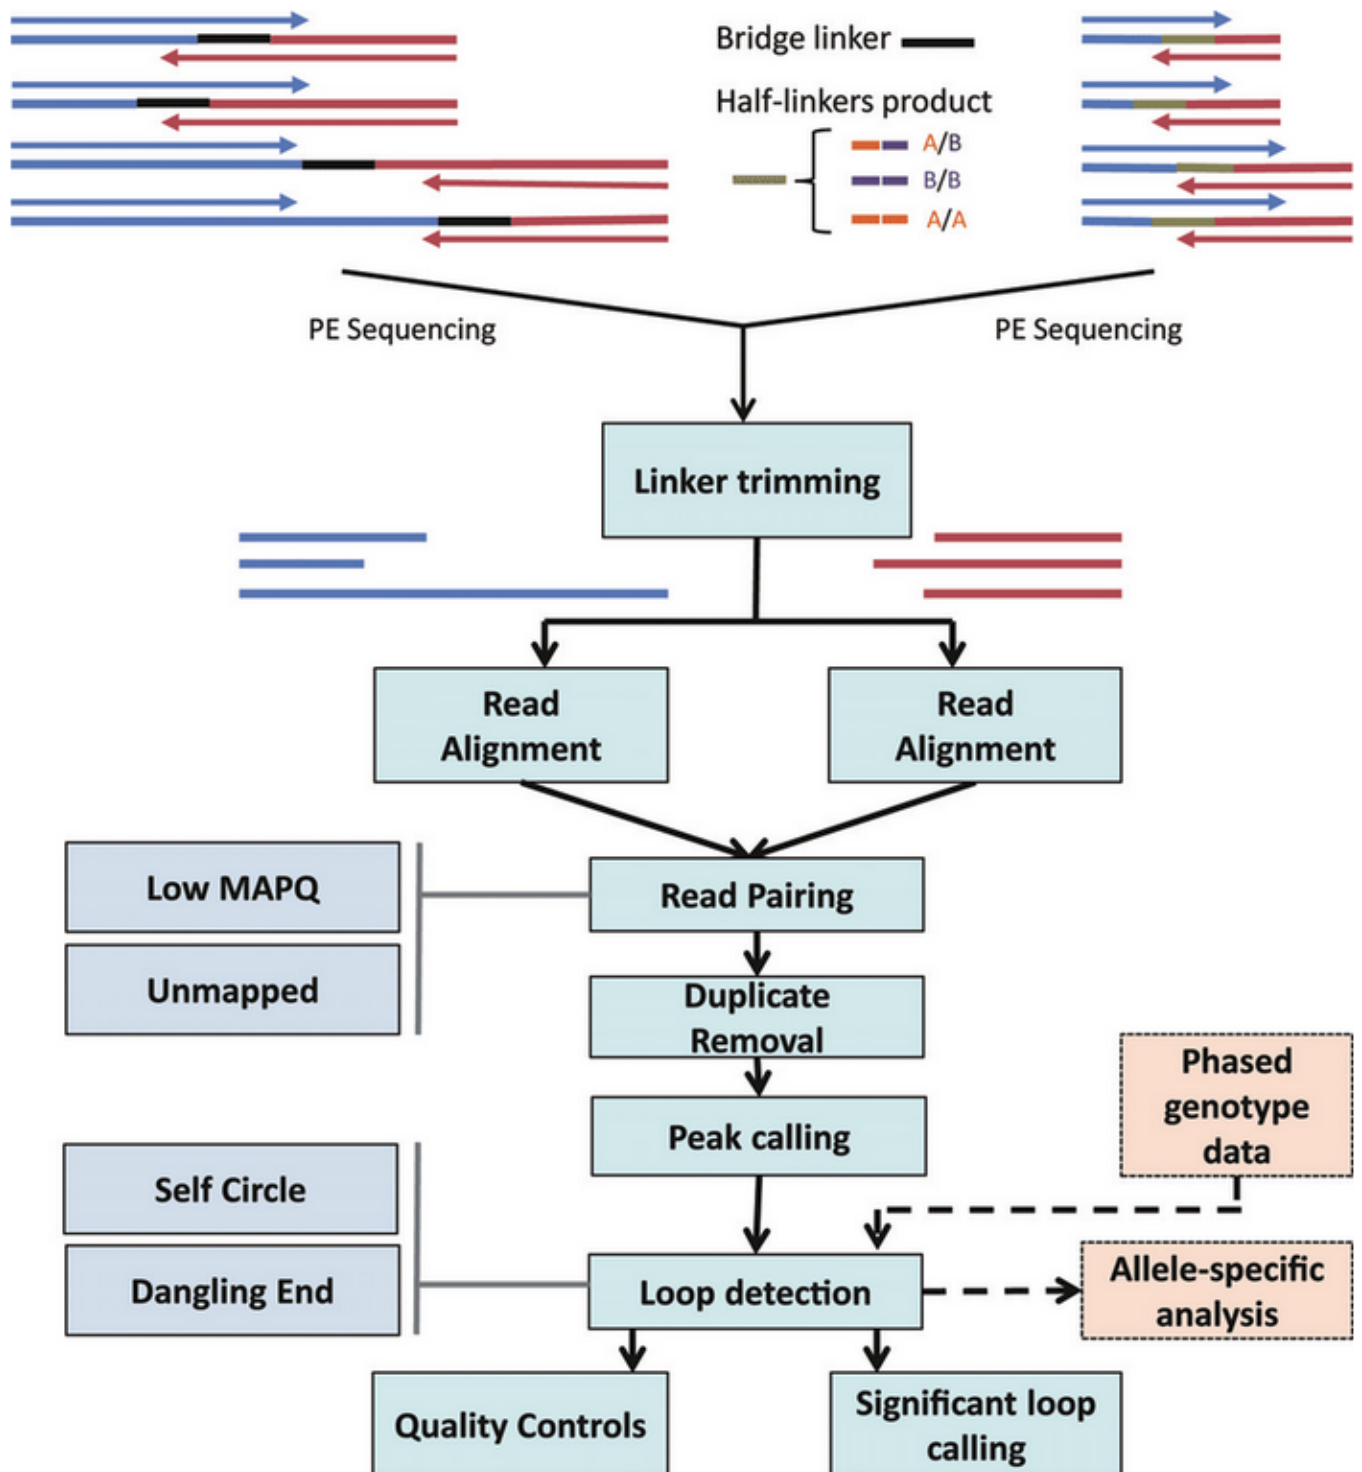 Bridge linker
Half-linkers product
A/B
B/B
A/A
PE Sequencing
PE Sequencing
Linker trimming
Read
Alignment
Read
Alignment
Low MAPQ
Read Pairing
Unmapped
Duplicate
Removal
Phased
genotype
data
Peak calling
Self Circle
Dangling End
Loop detection
Allele-specific
analysis
Quality Controls
Significant loop
calling